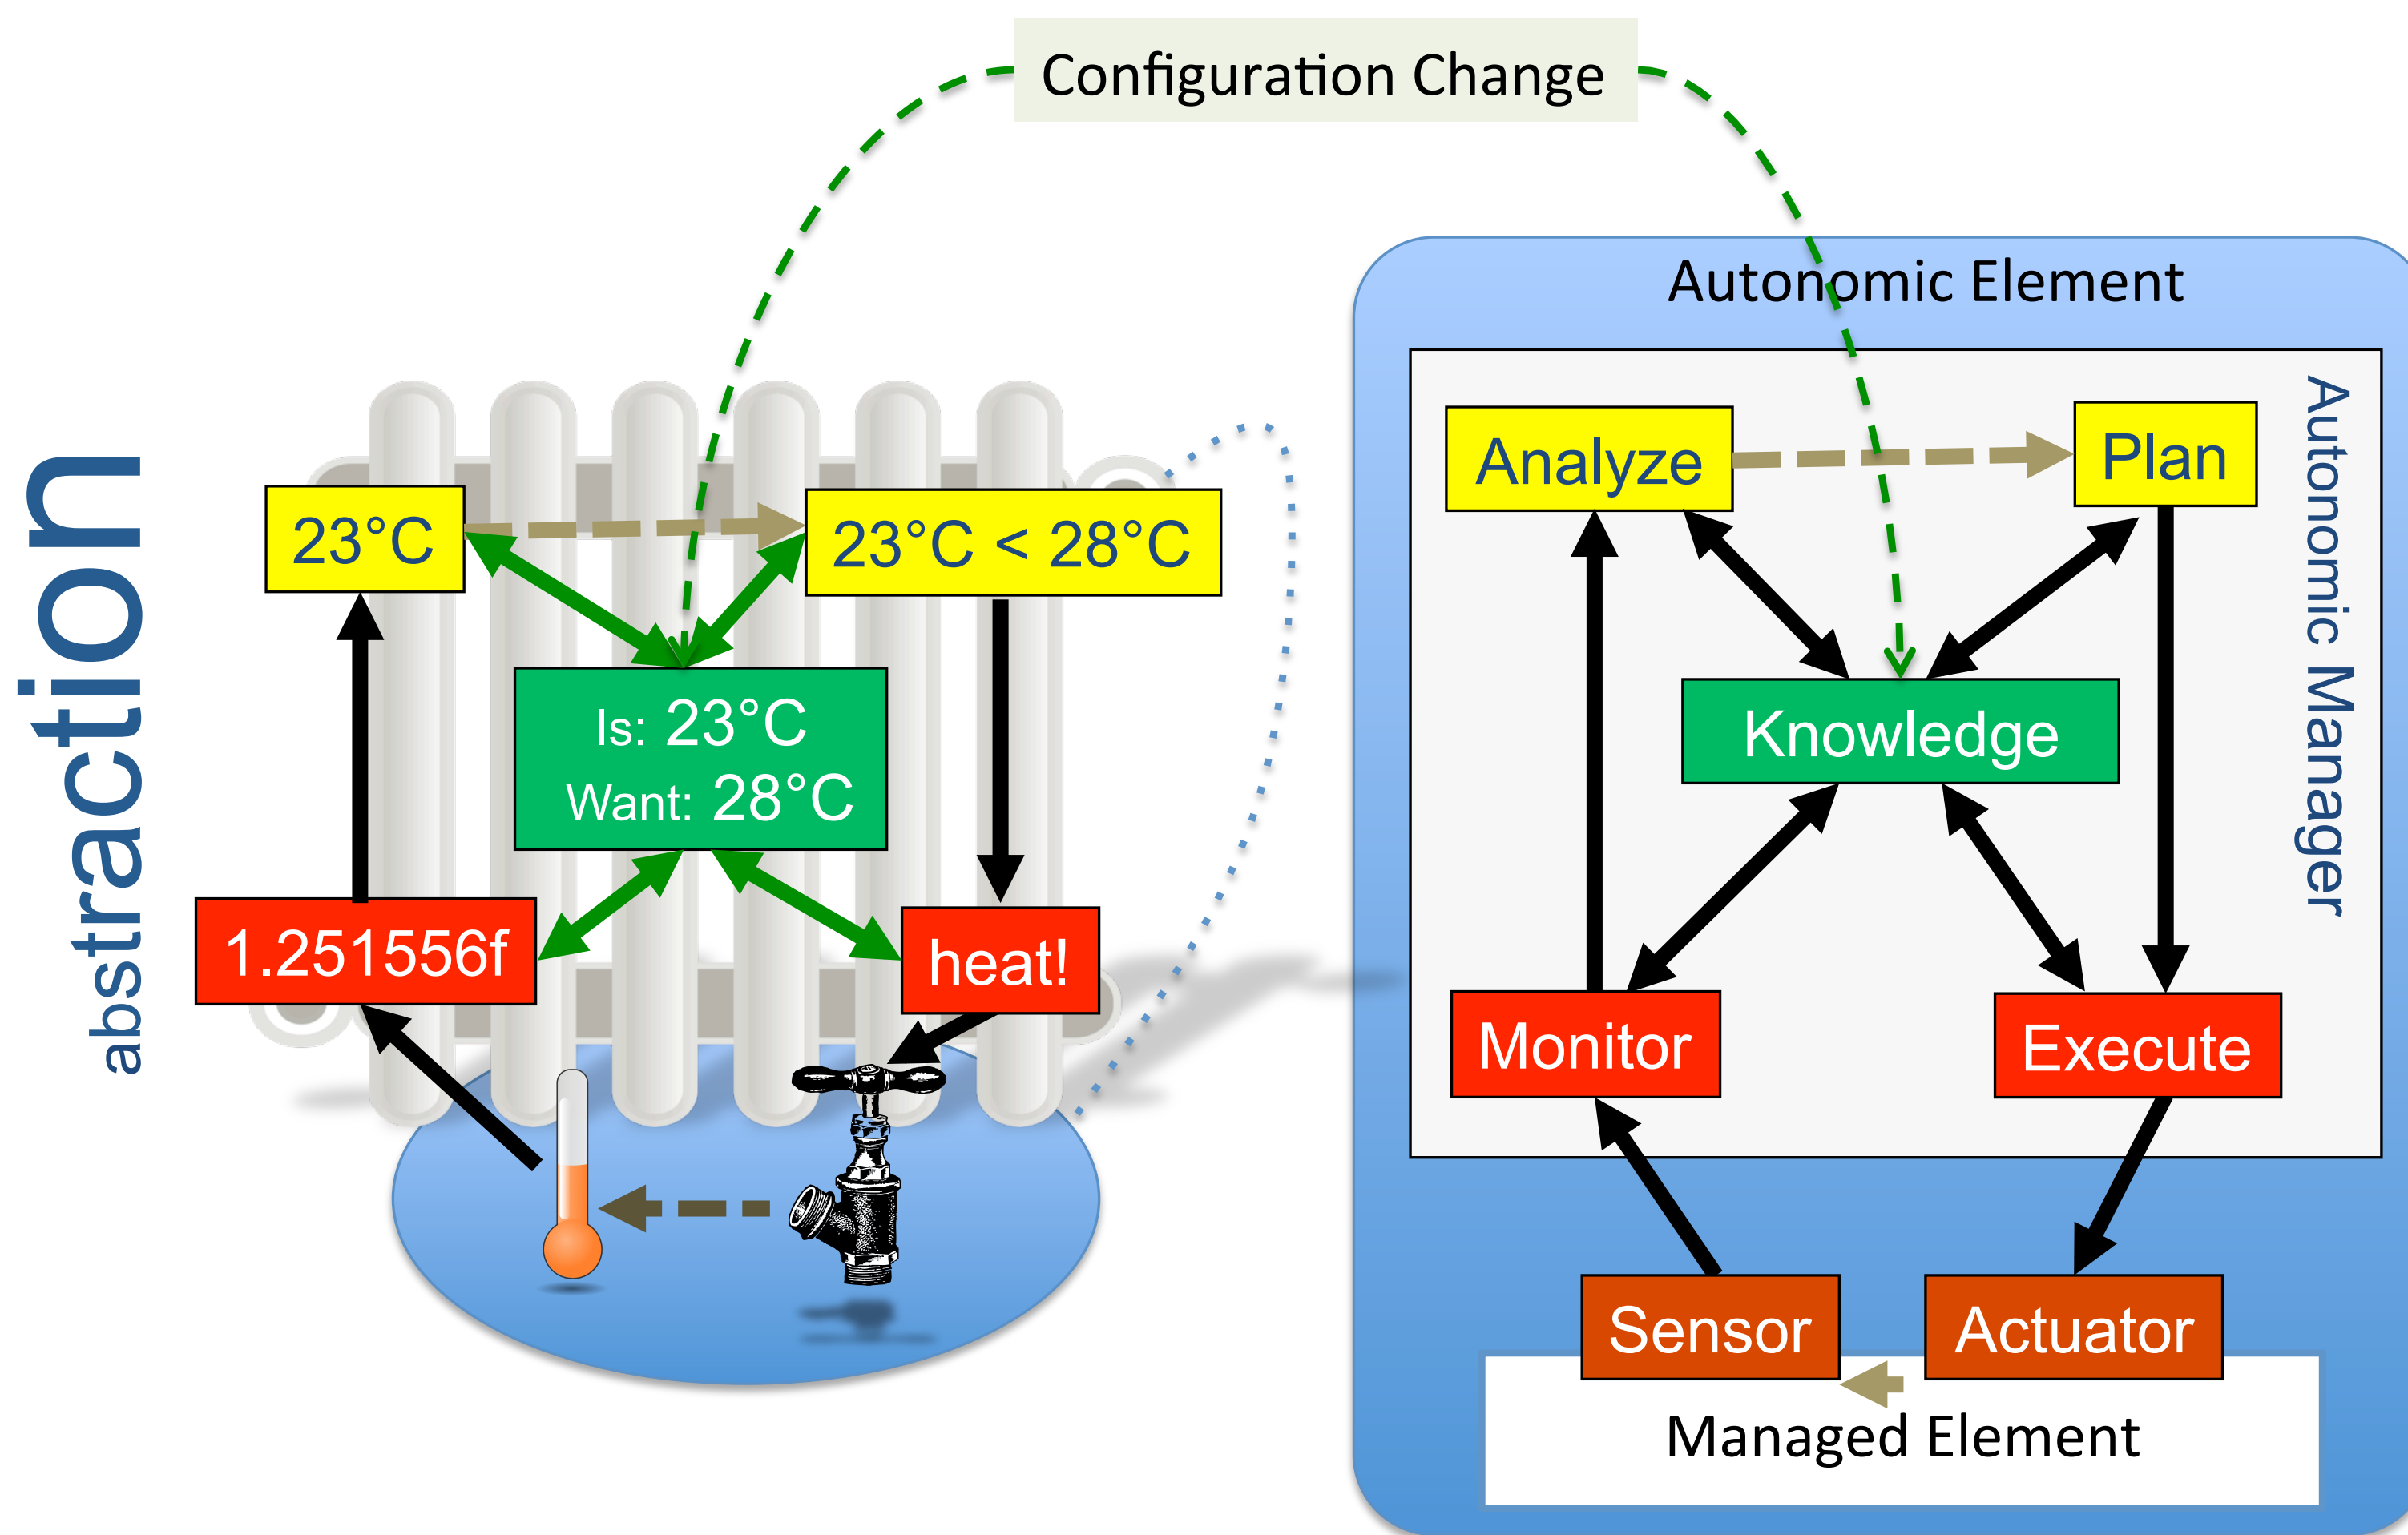 Configuration Change
abstraction
23°C
23°C < 28°C
Is: 23°C
Want: 28°C
1.251556f
heat!
Autonomic Element
Autonomic Manager
Analyze
Plan
Knowledge
Monitor
Execute
Sensor
Actuator
Managed Element